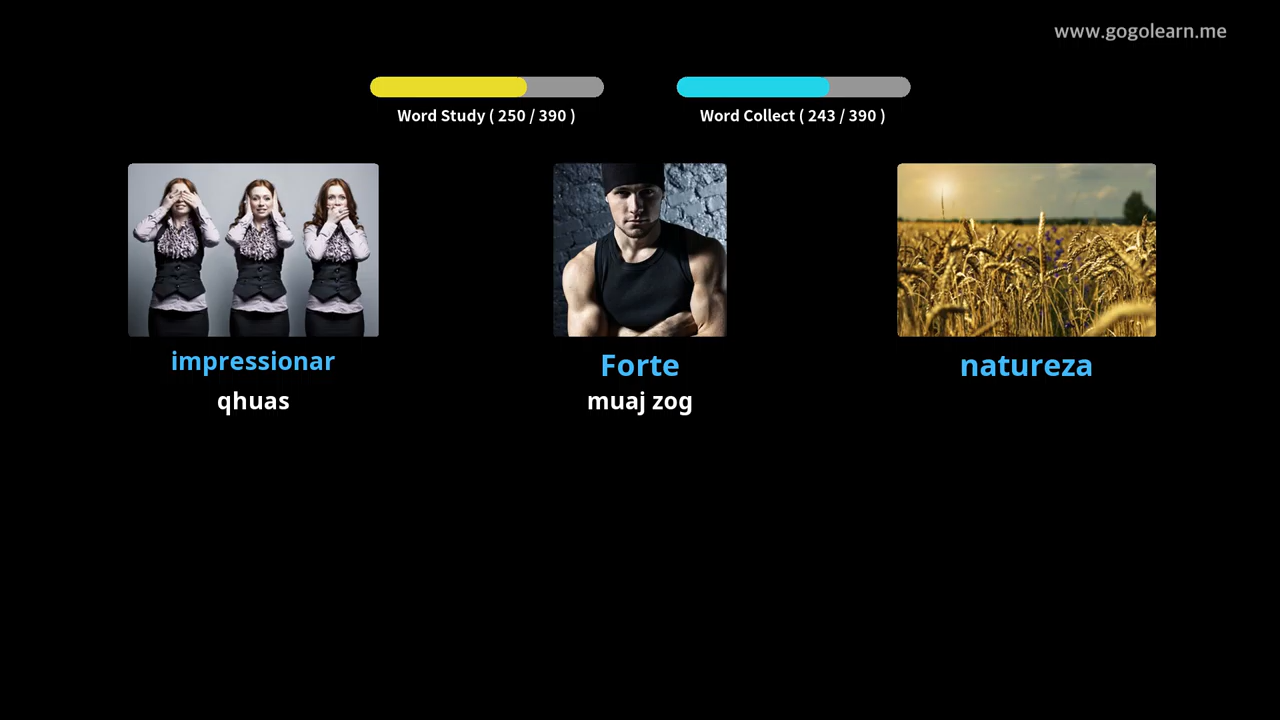 www.gogolearn.me
Word Study ( 250 / 390 )
Word Collect ( 243 / 390 )
impressionar
qhuas
Forte
muaj zog
natureza